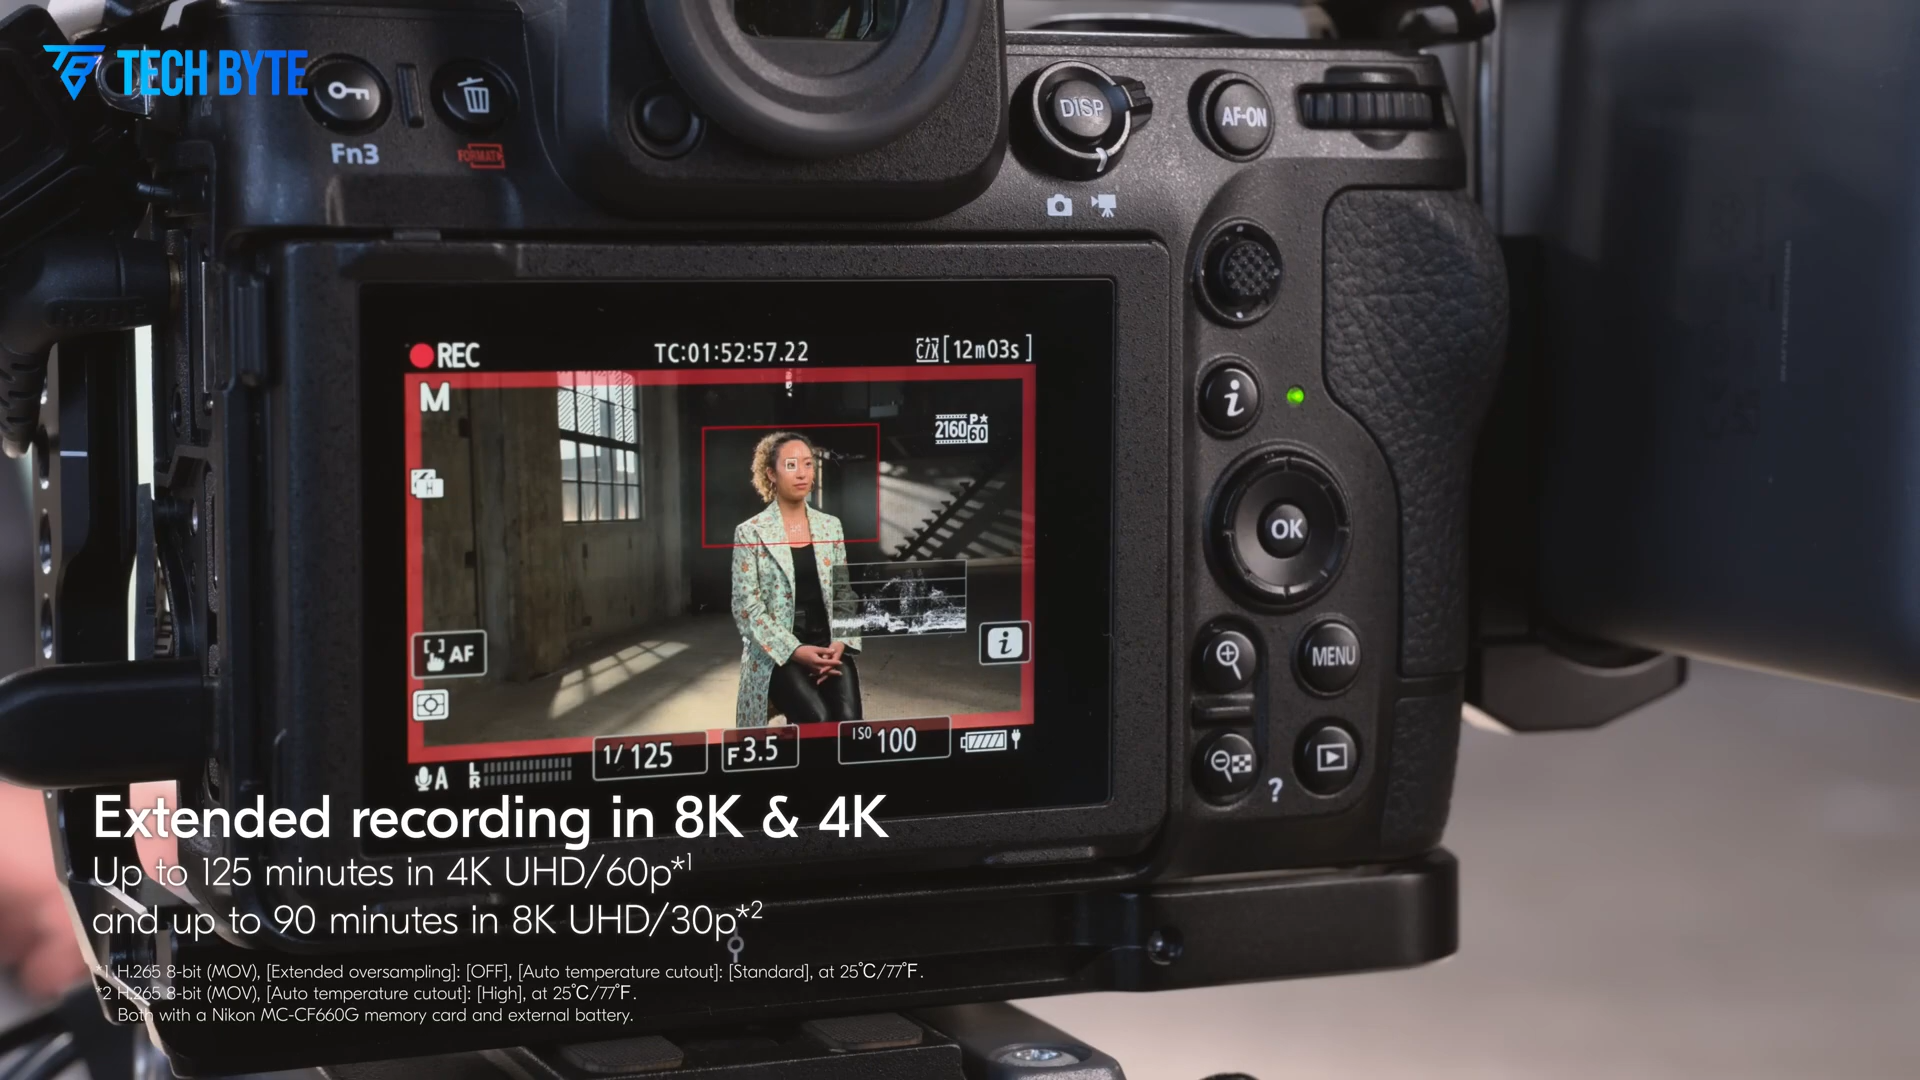 TECH BYTE
Fn3
FORMAT
DISP
AF-ON
REC
TC:01:52:57.22
[12m03s]
M
2160 P★
60
i
OK
AF
i
MENU
1/125
F3.5
ISO 100
A
L
R
?
Extended recording in 8K & 4K
Up to 125 minutes in 4K UHD/60p*1
and up to 90 minutes in 8K UHD/30p*2
*1 H.265 8-bit (MOV), [Extended oversampling]: [OFF], [Auto temperature cutout]: [Standard], at 25℃/77℉.
*2 H.265 8-bit (MOV), [Auto temperature cutout]: [High], at 25℃/77℉.
Both with a Nikon MC-CF660G memory card and external battery.